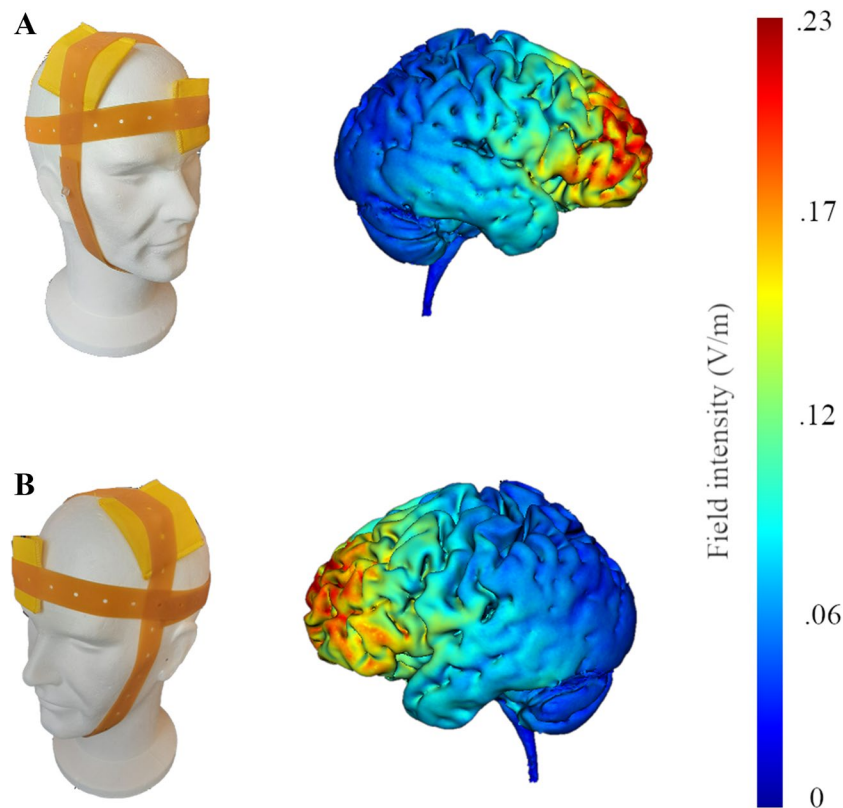 A
.23
.17
Field intensity (V/m)
.12
B
.06
0